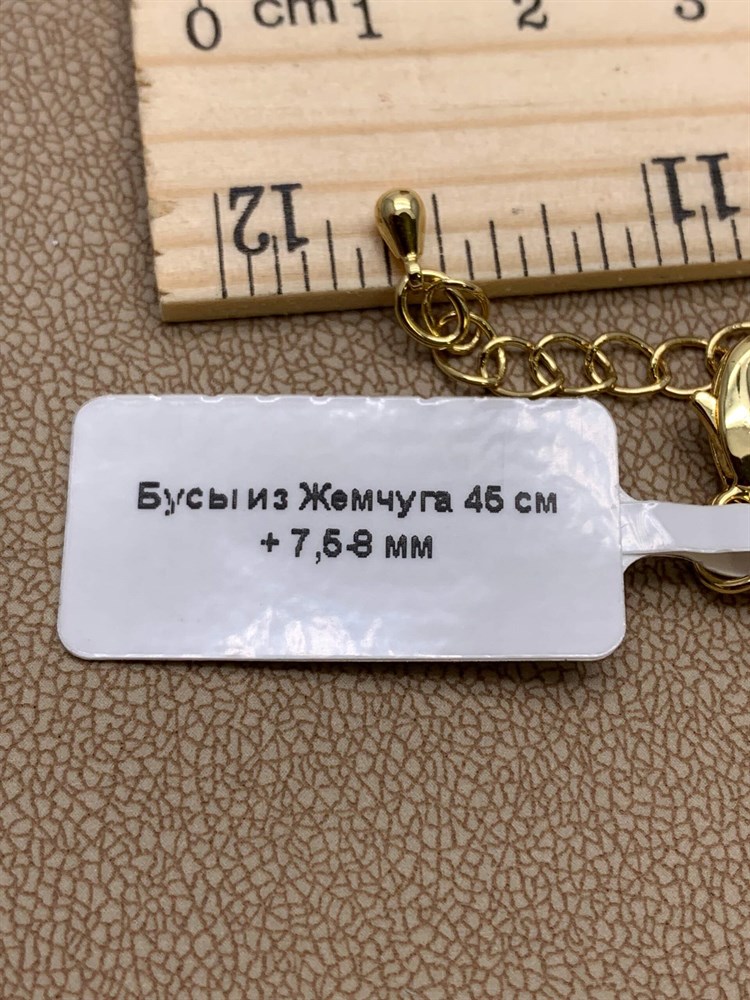 0 cm 1 2 3
12 11
Бусы из Жемчуга 45 см
+ 7,5-8 мм